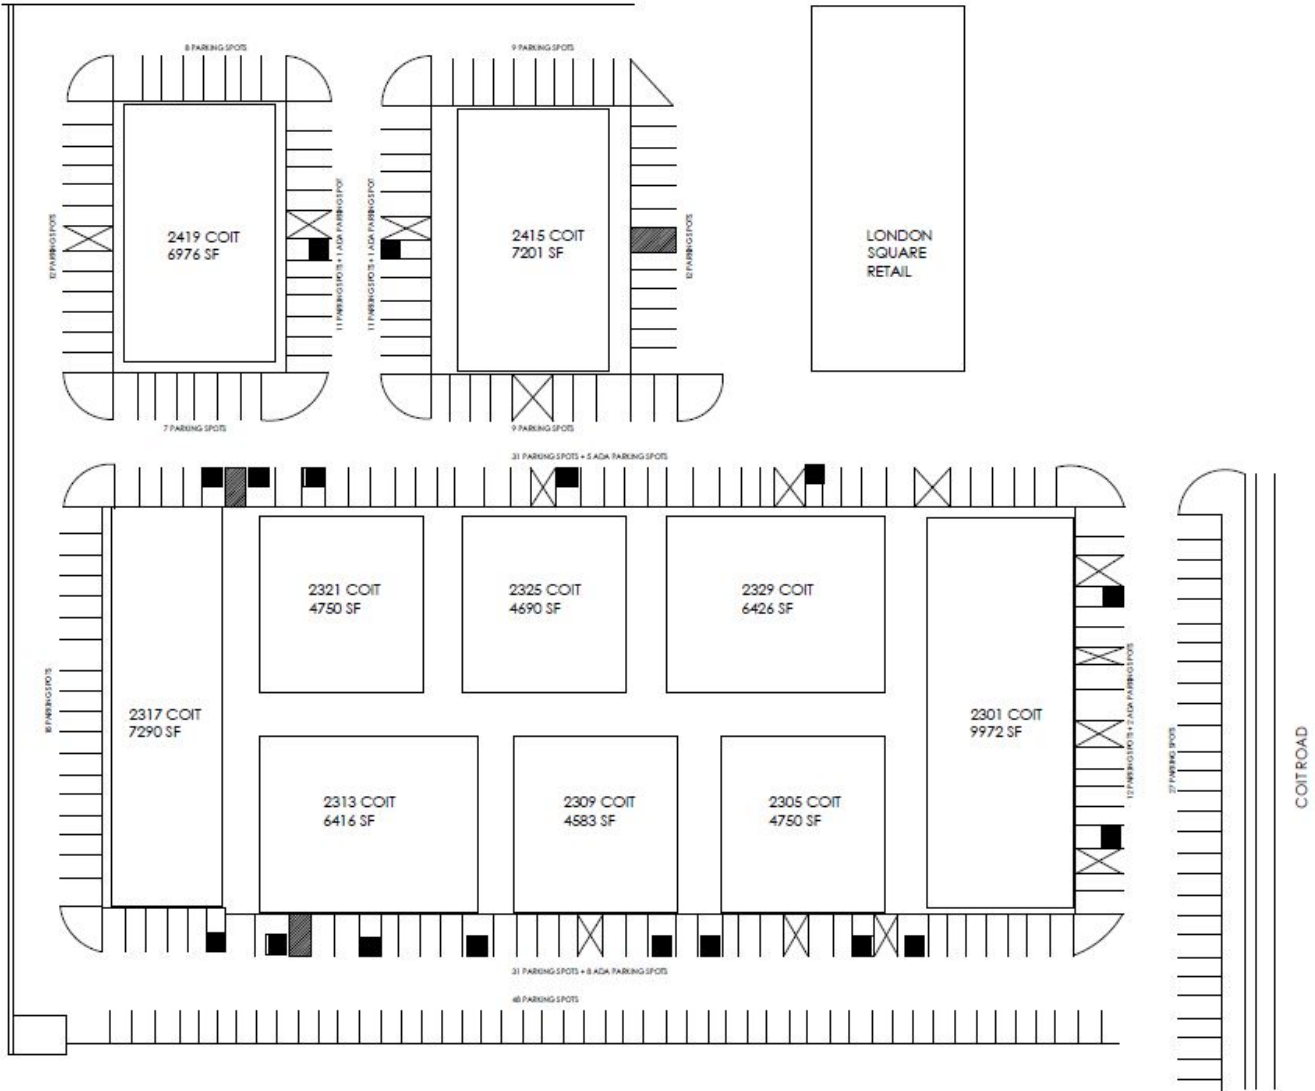 8 PARKING SPOTS
9 PARKING SPOTS
12 PARKING SPOTS
2419 COIT
6976 SF
11 PARKING SPOTS + 1 ADA PARKING SPOT
11 PARKING SPOTS + 1 ADA PARKING SPOT
2415 COIT
7201 SF
12 PARKING SPOTS
LONDON
SQUARE
RETAIL
7 PARKING SPOTS
9 PARKING SPOTS
31 PARKING SPOTS + 5 ADA PARKING SPOTS
2321 COIT
4750 SF
2325 COIT
4690 SF
2329 COIT
6426 SF
PARKING SPOTS
2317 COIT
7290 SF
2301 COIT
9972 SF
12 PARKING SPOTS + 2 ADA PARKING SPOTS
27 PARKING SPOTS
COIT ROAD
2313 COIT
6416 SF
2309 COIT
4583 SF
2305 COIT
4750 SF
31 PARKING SPOTS + 8 ADA PARKING SPOTS
48 PARKING SPOTS